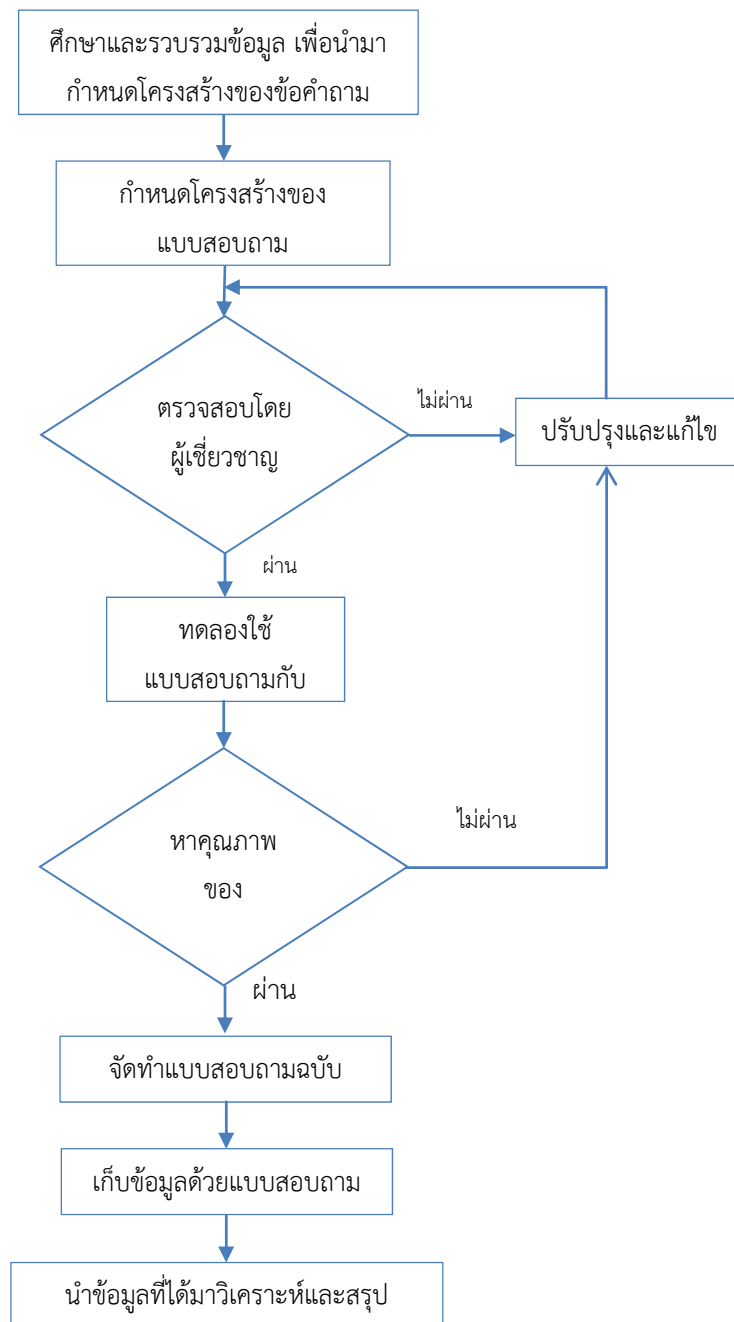 ศึกษาและรวบรวมข้อมูล เพื่อนำมา
กำหนดโครงสร้างของข้อคำถาม
กำหนดโครงสร้างของ
แบบสอบถาม
ตรวจสอบโดย
ผู้เชี่ยวชาญ
ไม่ผ่าน
ปรับปรุงและแก้ไข
ผ่าน
ทดลองใช้
แบบสอบถามกับ
หาคุณภาพ
ของ
ไม่ผ่าน
ผ่าน
จัดทำแบบสอบถามฉบับ
เก็บข้อมูลด้วยแบบสอบถาม
นำข้อมูลที่ได้มาวิเคราะห์และสรุป